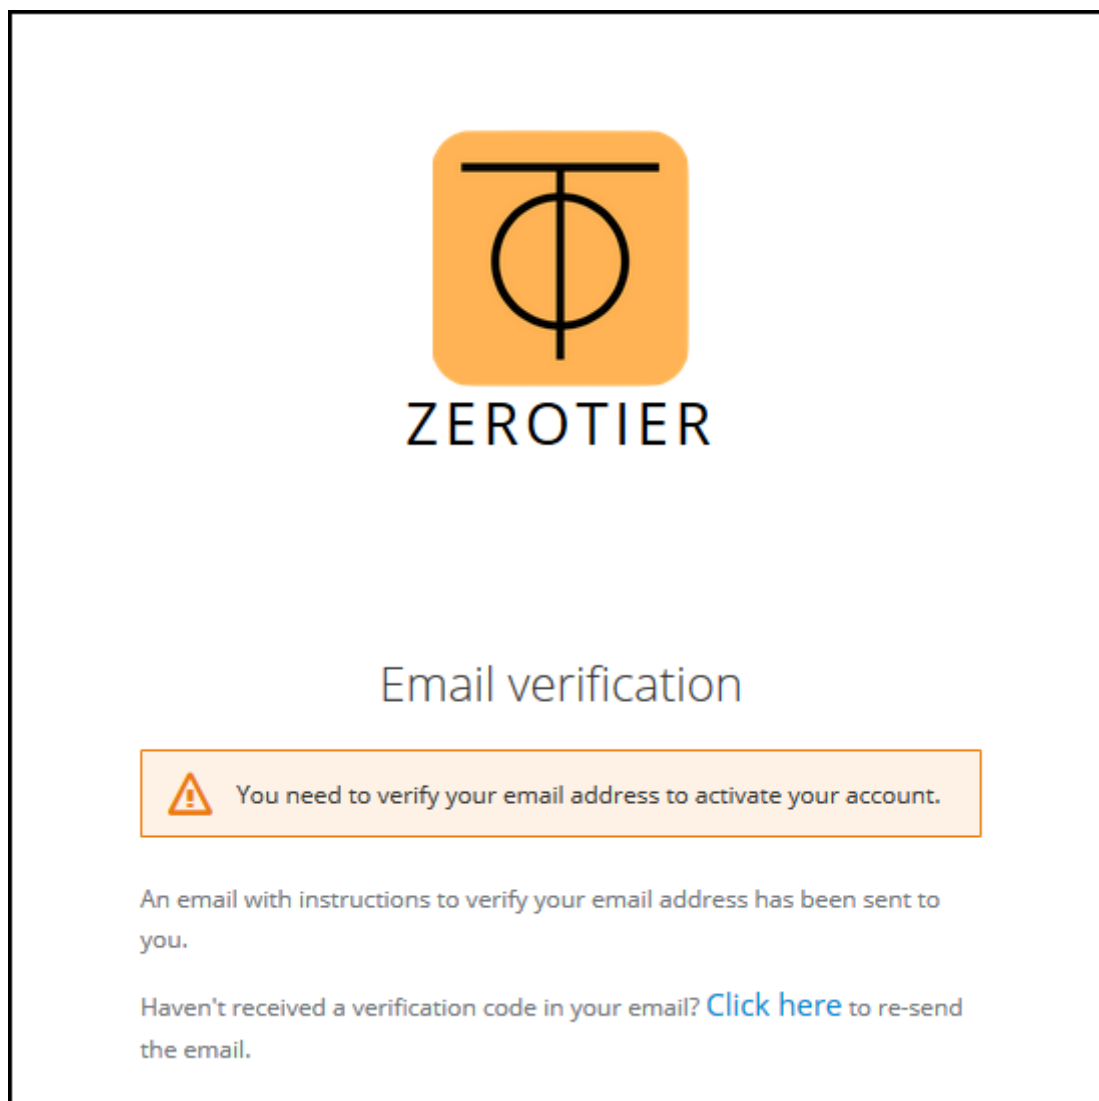 ZEROTIER
Email verification
You need to verify your email address to activate your account.
An email with instructions to verify your email address has been sent to
you.
Haven't received a verification code in your email? Click here to re-send
the email.